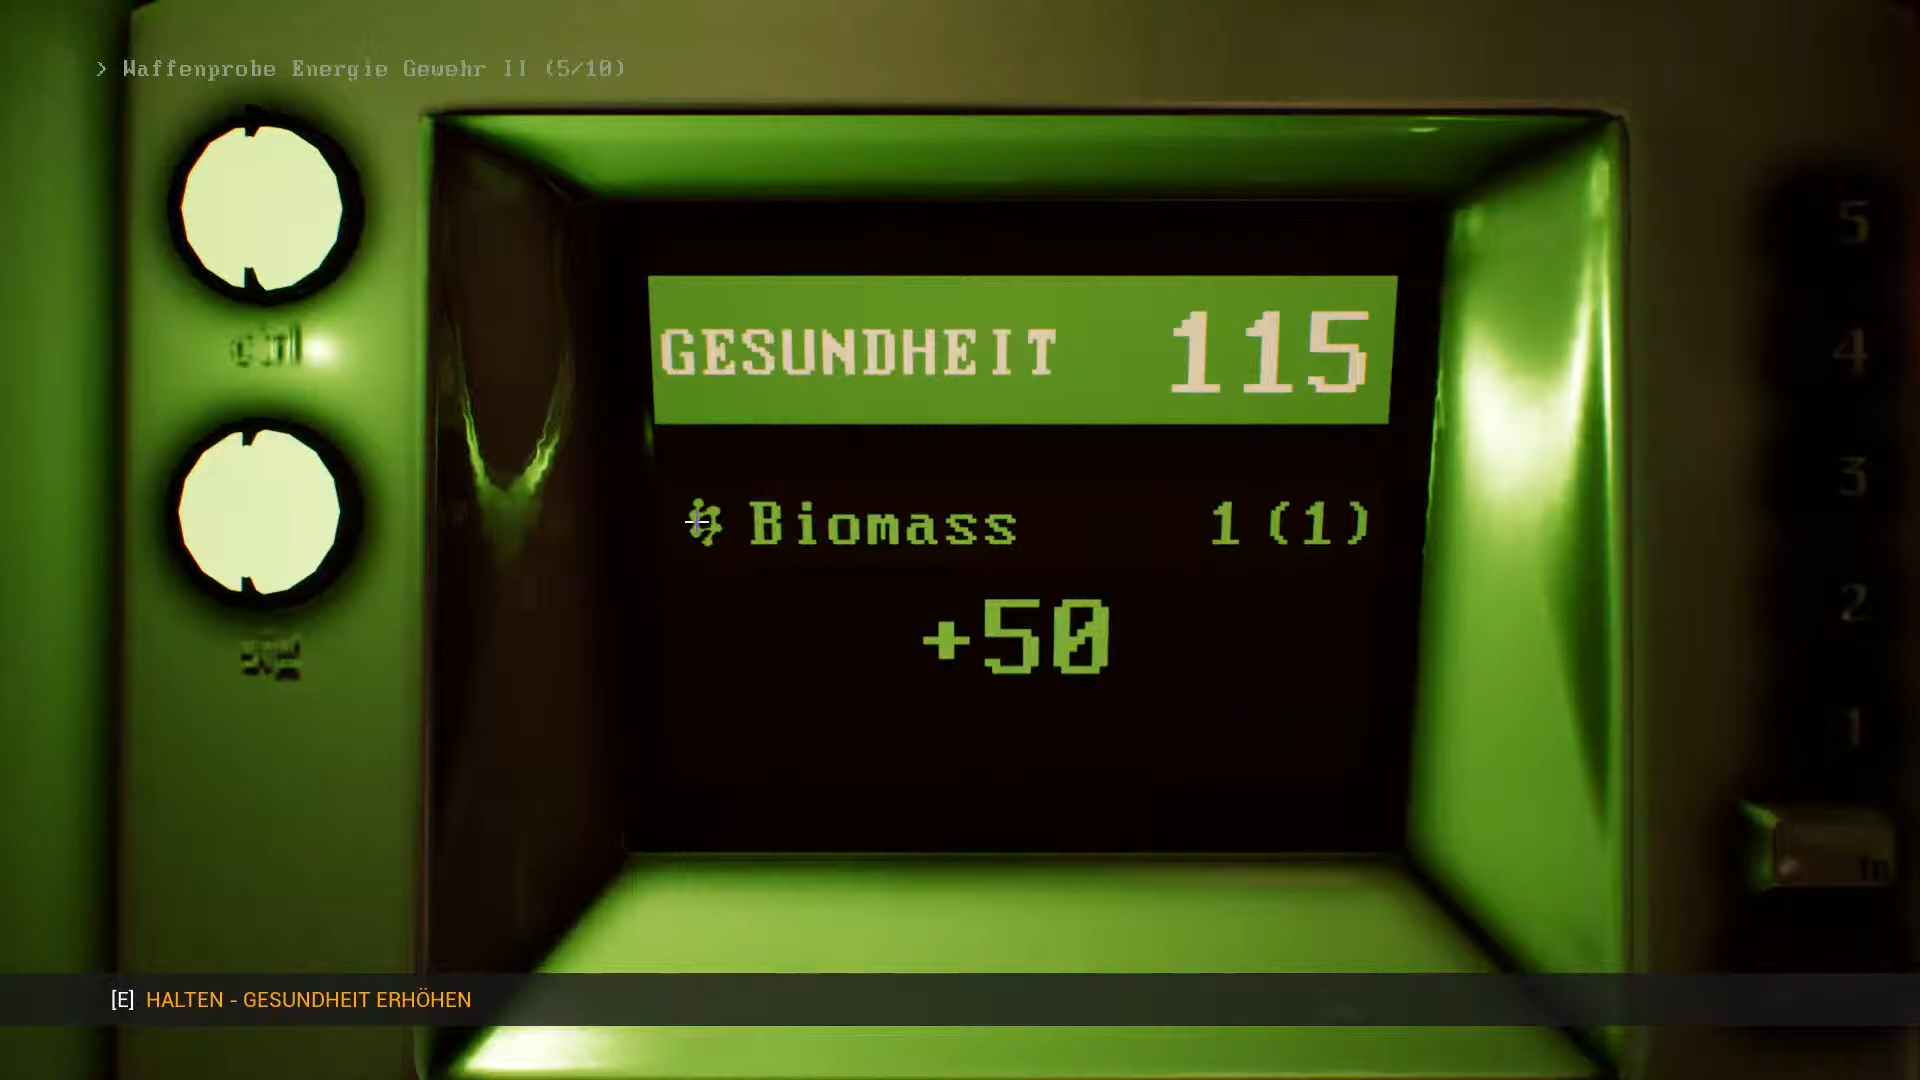 > Waffenprobe Energie Gewehr II (5/10)
GESUNDHEIT 115
Biomass 1 (1)
+50
5
4
3
2
1
[E] HALTEN - GESUNDHEIT ERHÖHEN